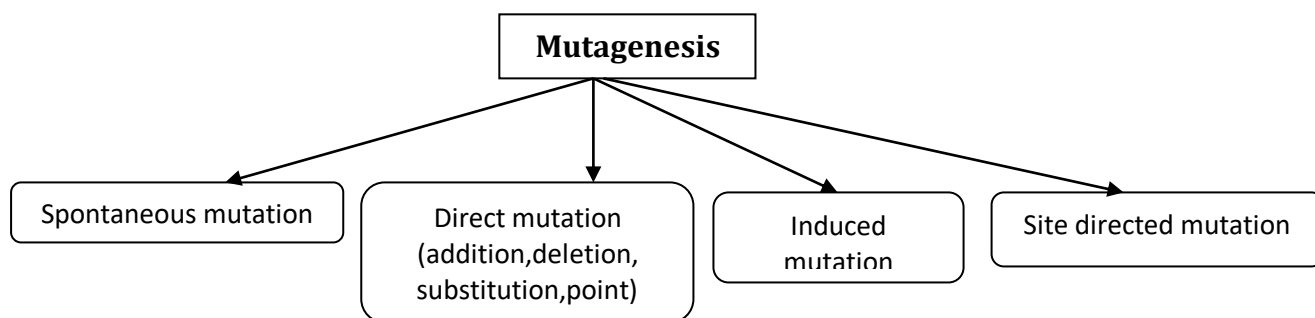 Mutagenesis
Spontaneous mutation
Direct mutation
(addition,deletion,
substitution,point)
Induced
mutation
Site directed mutation